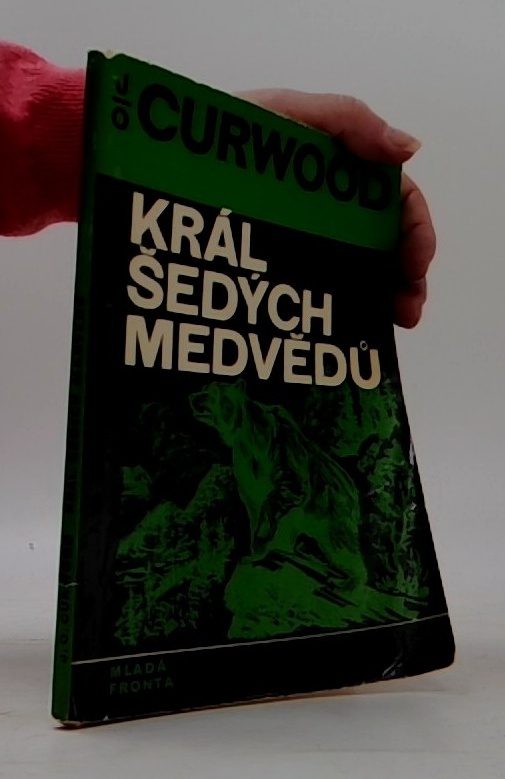 J/O CURWOOD
KRÁL
ŠEDÝCH
MEDVĚDŮ
MLADÁ
FRONTA